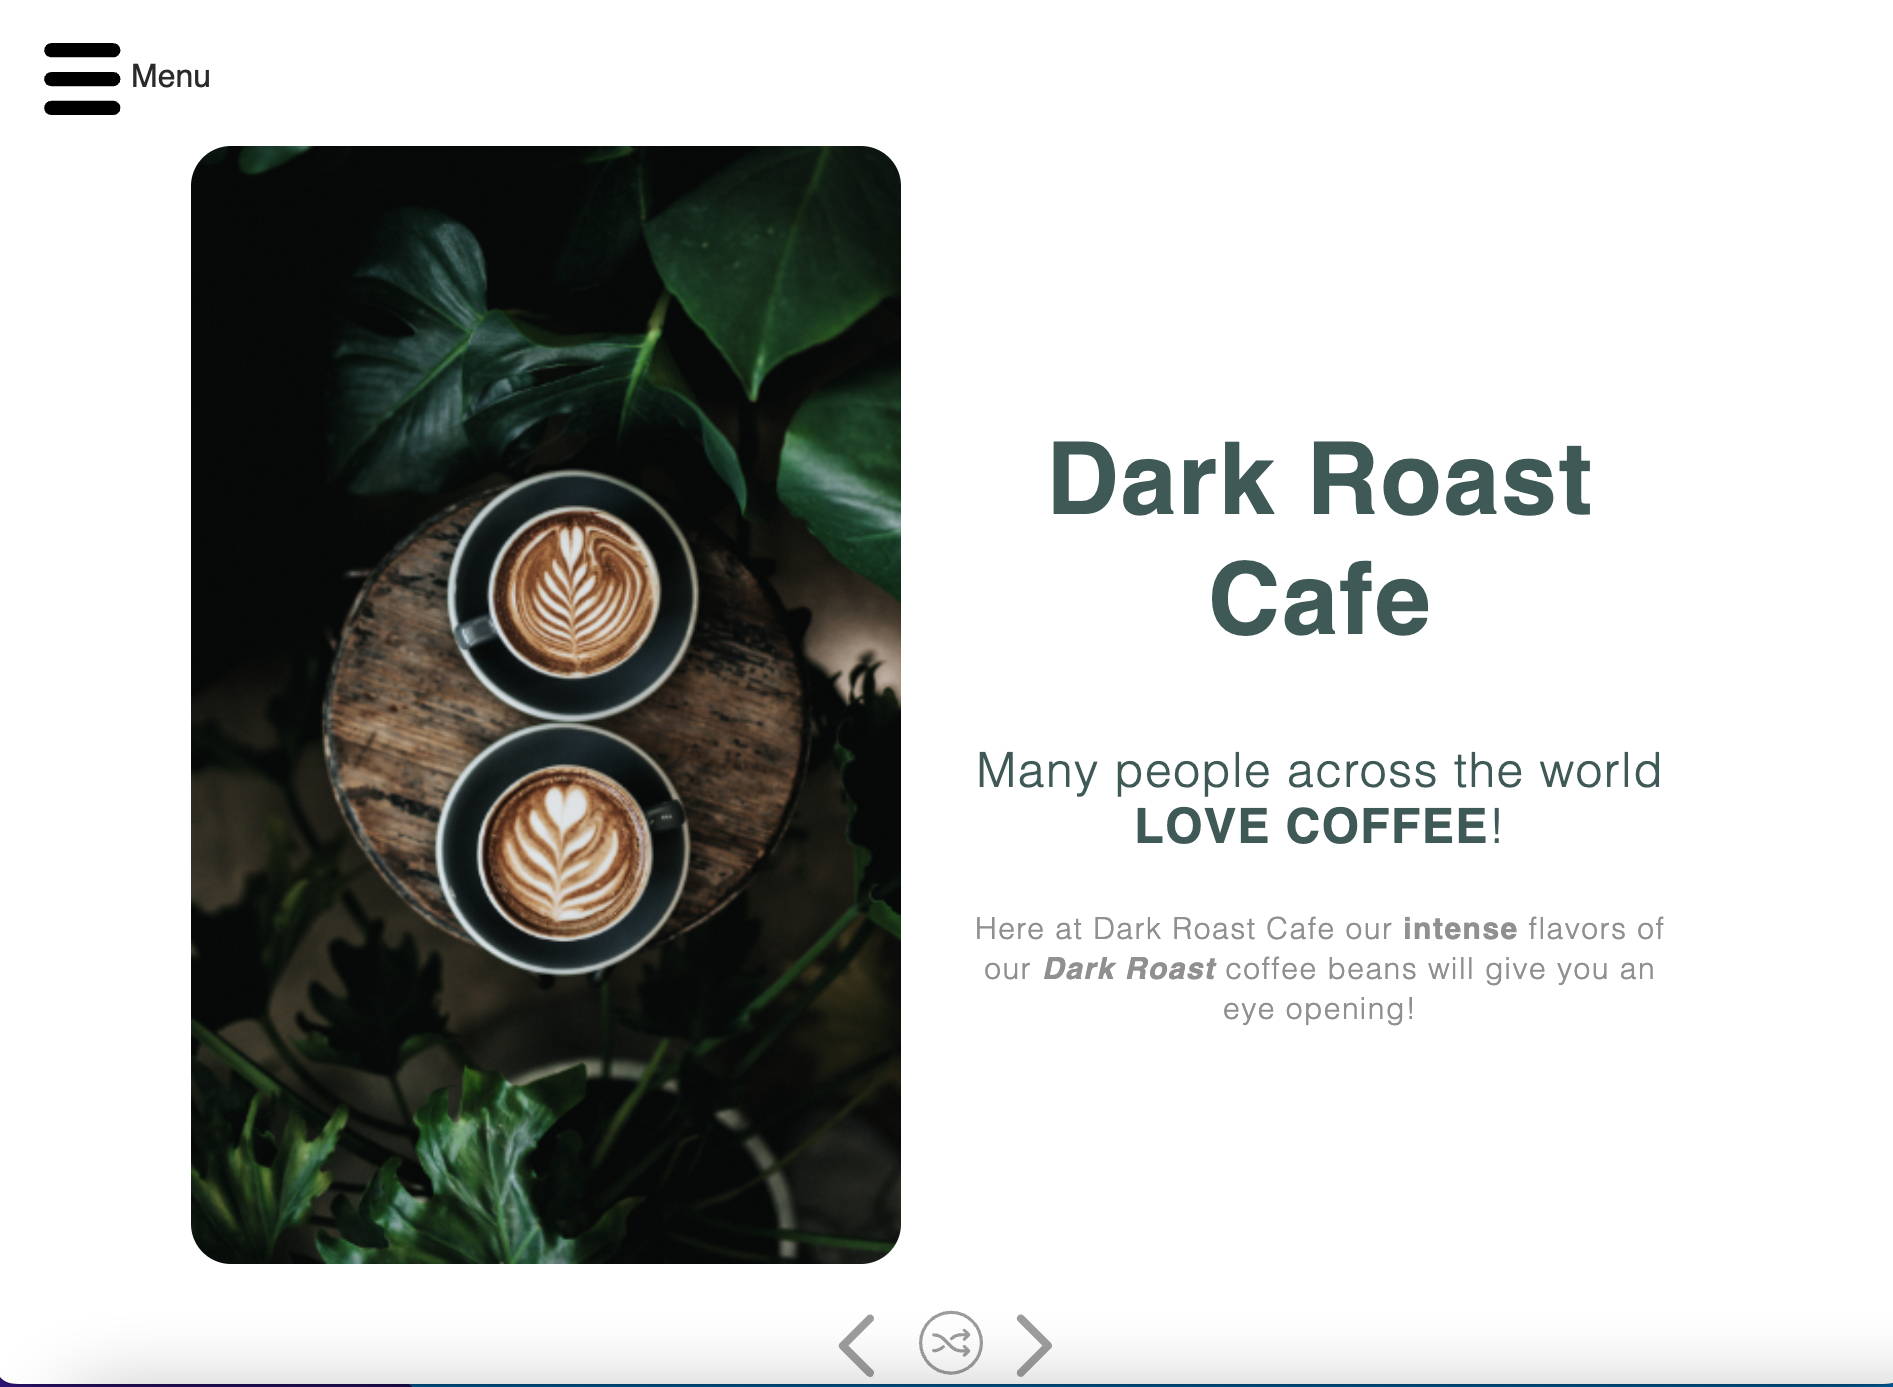 Menu
Dark Roast
Cafe
Many people across the world
LOVE COFFEE!
Here at Dark Roast Cafe our intense flavors of
our Dark Roast coffee beans will give you an
eye opening!